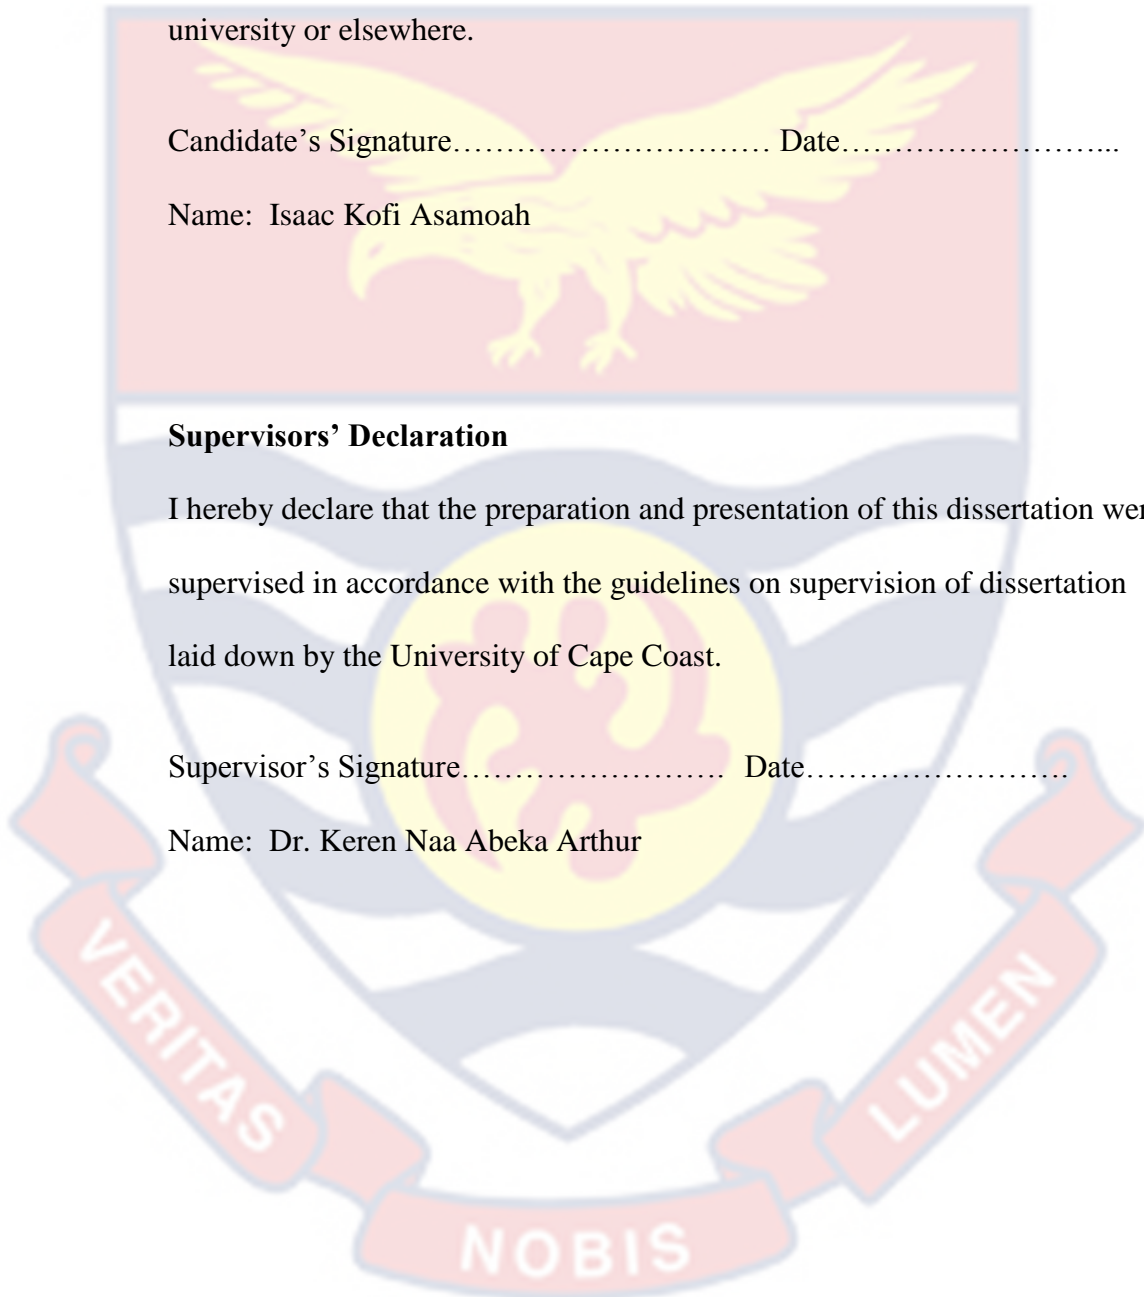 university or elsewhere.
Candidate’s Signature………………………… Date……………………...
Name: Isaac Kofi Asamoah
Supervisors’ Declaration
I hereby declare that the preparation and presentation of this dissertation wer
supervised in accordance with the guidelines on supervision of dissertation
laid down by the University of Cape Coast.
Supervisor’s Signature……………………. Date…………………….
Name: Dr. Keren Naa Abeka Arthur
VERITAS
NOBIS
LUMEN